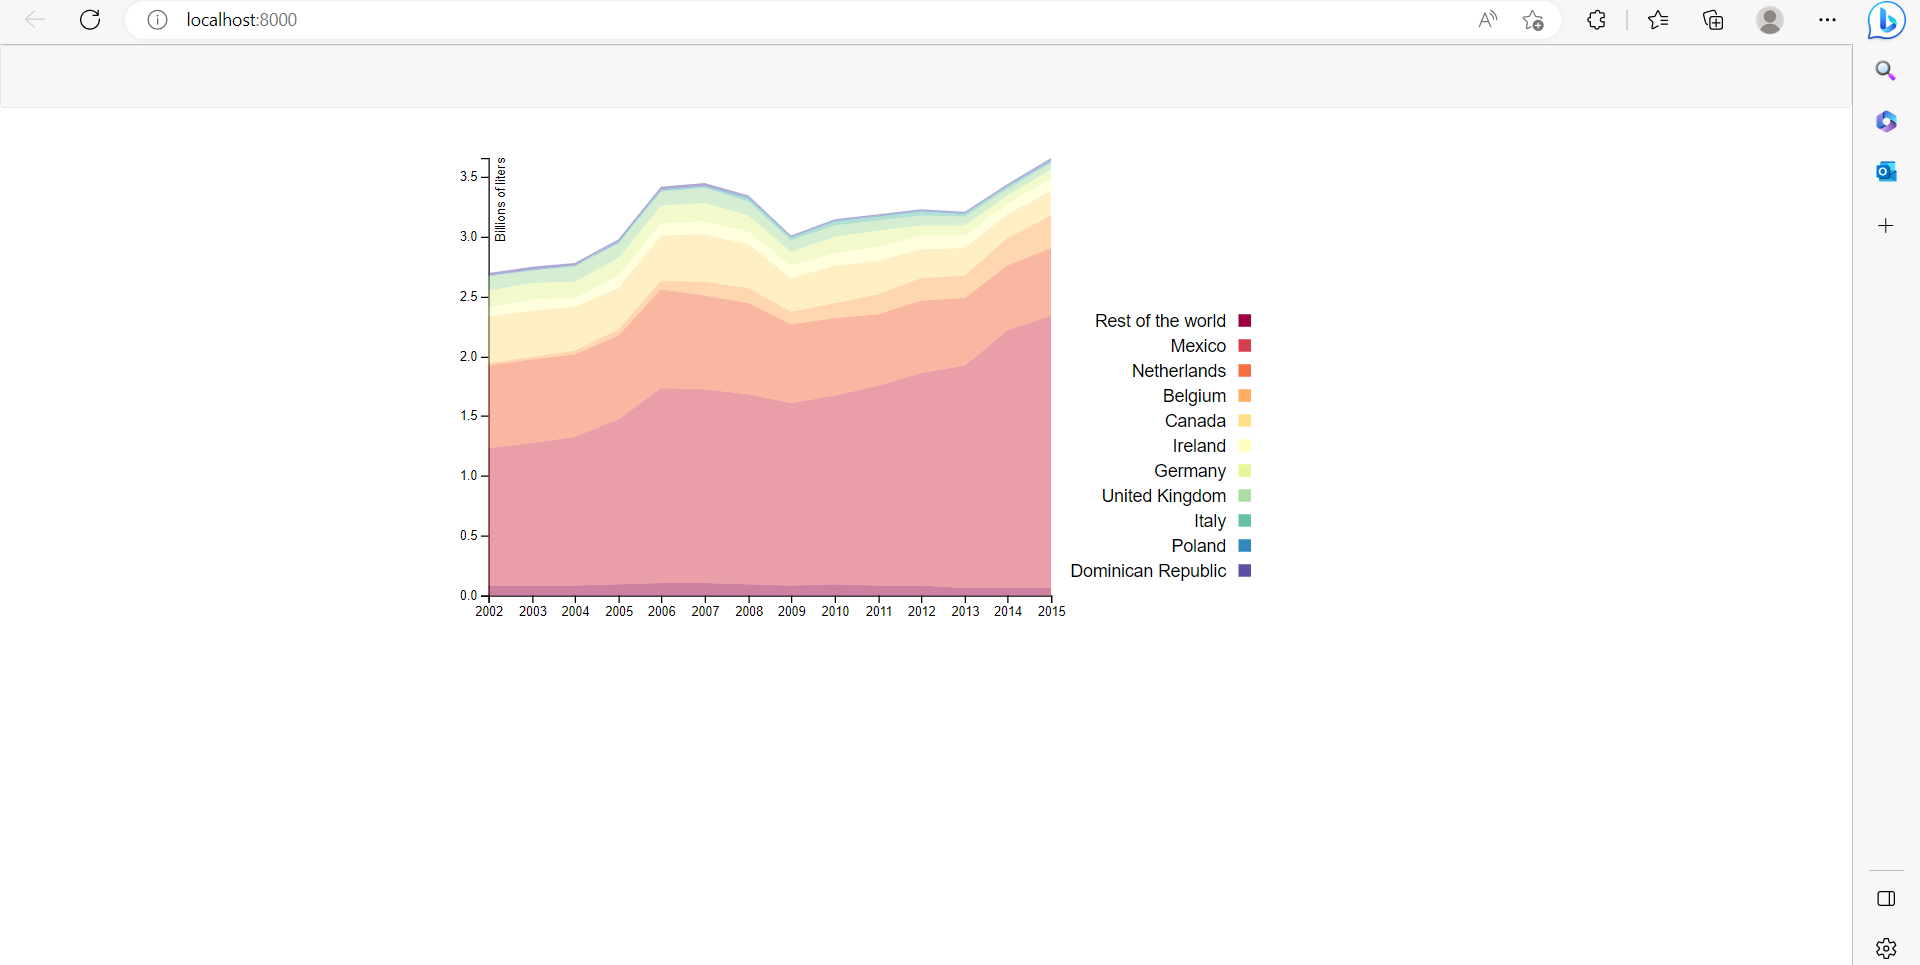 localhost:8000
Billions of liters
3.5
3.0
2.5
2.0
1.5
1.0
0.5
0.0
2002 2003 2004 2005 2006 2007 2008 2009 2010 2011 2012 2013 2014 2015
Rest of the world
Mexico
Netherlands
Belgium
Canada
Ireland
Germany
United Kingdom
Italy
Poland
Dominican Republic